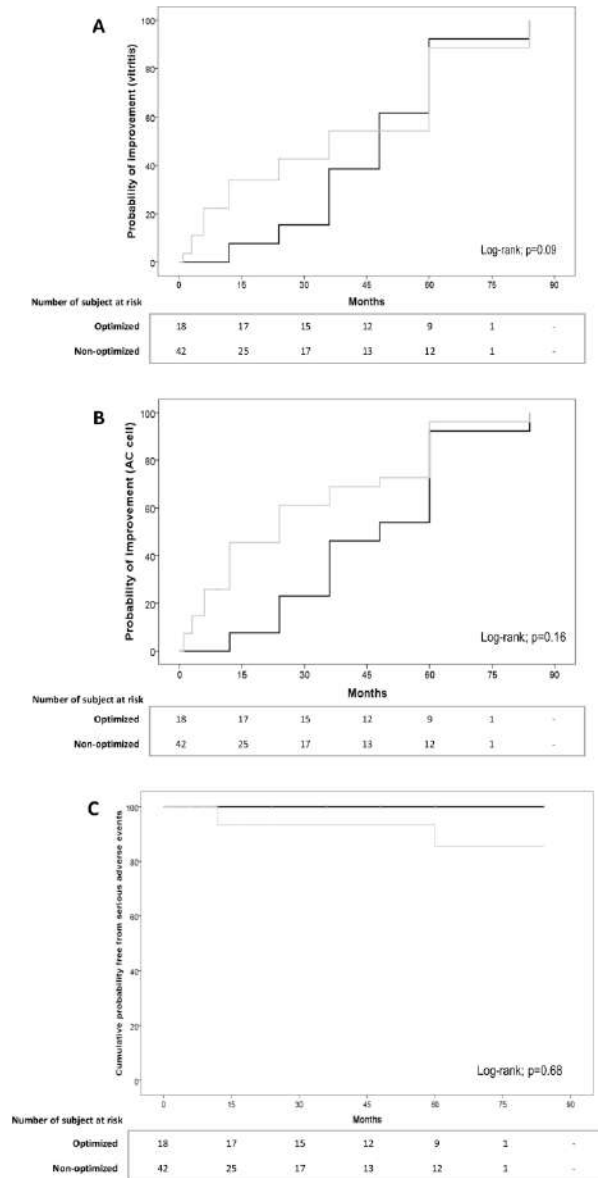 A
Probability of Improvement (vitritis)
100
80
60
40
20
0
Log-rank; p=0.09
0 15 30 45 60 75 90
Months
Number of subject at risk
Optimized 18 17 15 12 9 1 -
Non-optimized 42 25 17 13 12 1 -
B
Probability of Improvement (AC cell)
100
80
60
40
20
0
Log-rank; p=0.16
0 15 30 45 60 75 90
Months
Number of subject at risk
Optimized 18 17 15 12 9 1 -
Non-optimized 42 25 17 13 12 1 -
C
Cumulative probability free from serious adverse events
100
80
60
40
20
0
Log-rank; p=0.68
0 15 30 45 60 75 90
Months
Number of subject at risk
Optimized 18 17 15 12 9 1 -
Non-optimized 42 25 17 13 12 1 -